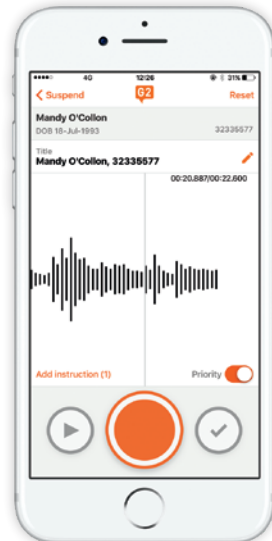 4G 12:26 31%
Suspend G2 Reset
Mandy O'Collon
DOB 16-Jul-1993 32335577
Title
Mandy O'Collon, 32335577
00:20.887/00:22.600
Add instruction (1) Priority